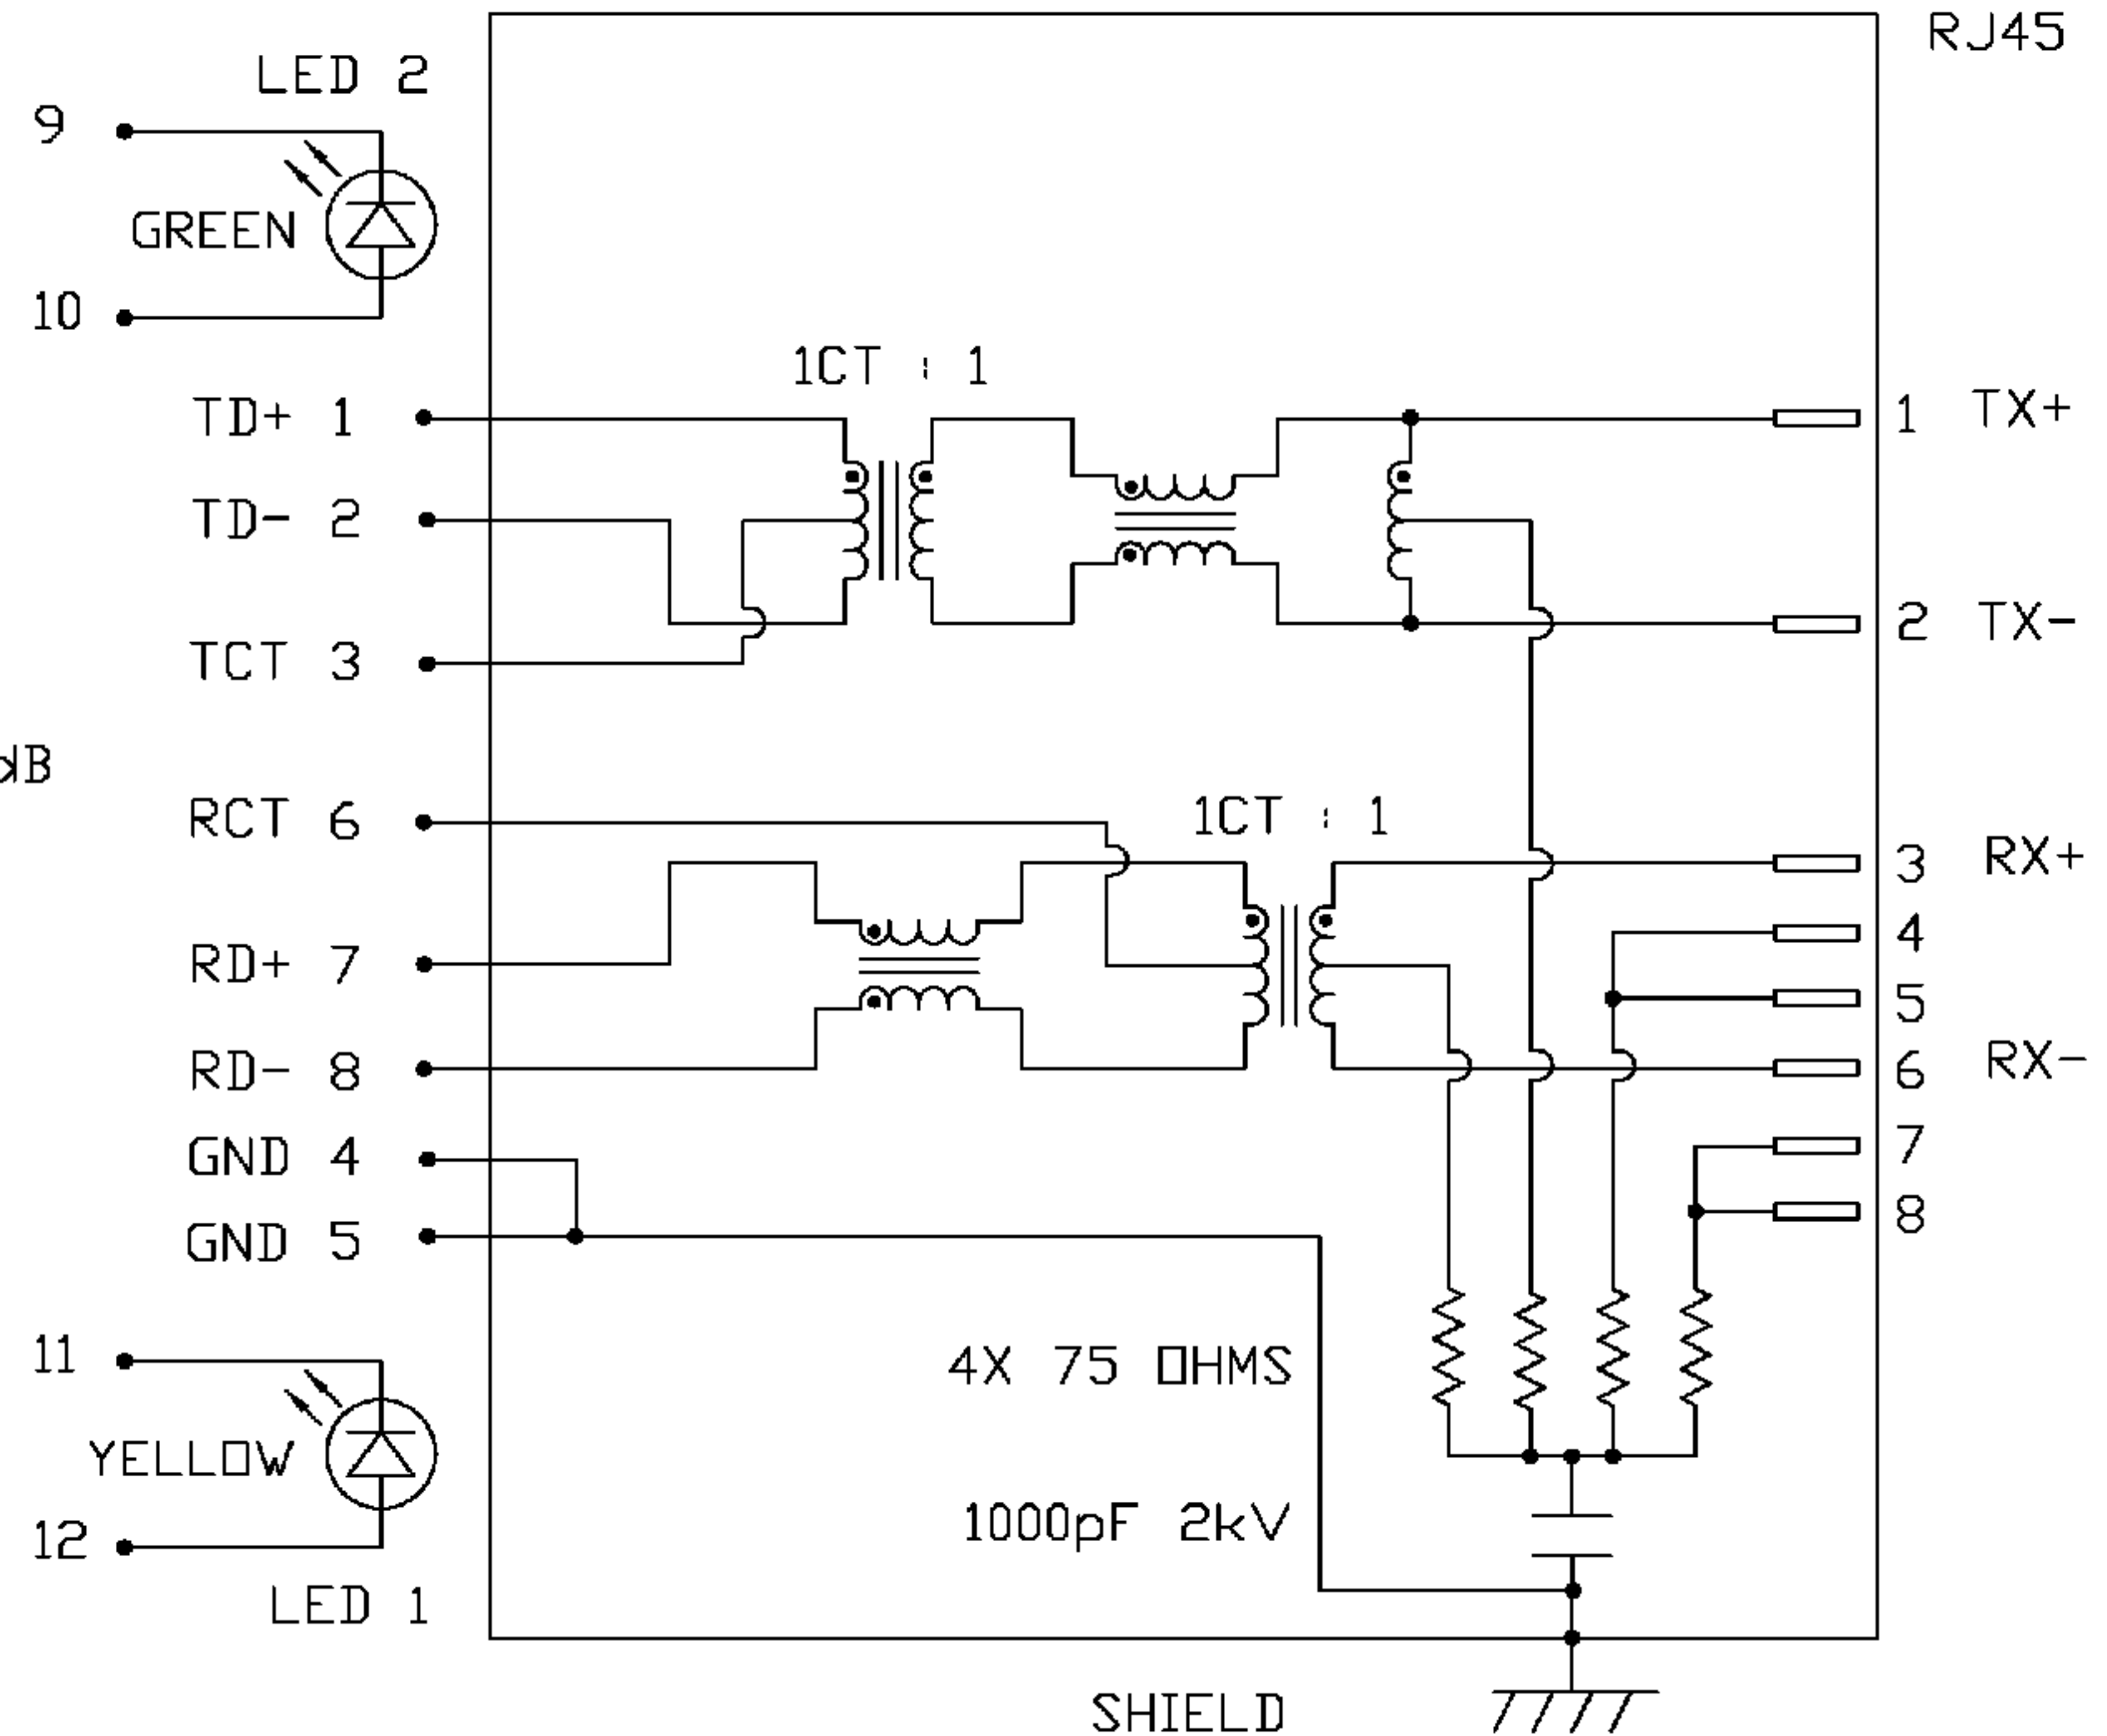 RJ45
LED 2
9
GREEN
10
1CT : 1
TD+ 1
1 TX+
TD- 2
2 TX-
TCT 3
dB
RCT 6
1CT : 1
3 RX+
4
RD+ 7
5
RD- 8
6 RX-
GND 4
7
8
GND 5
11
4X 75 OHMS
YELLOW
1000pF 2kV
12
LED 1
SHIELD